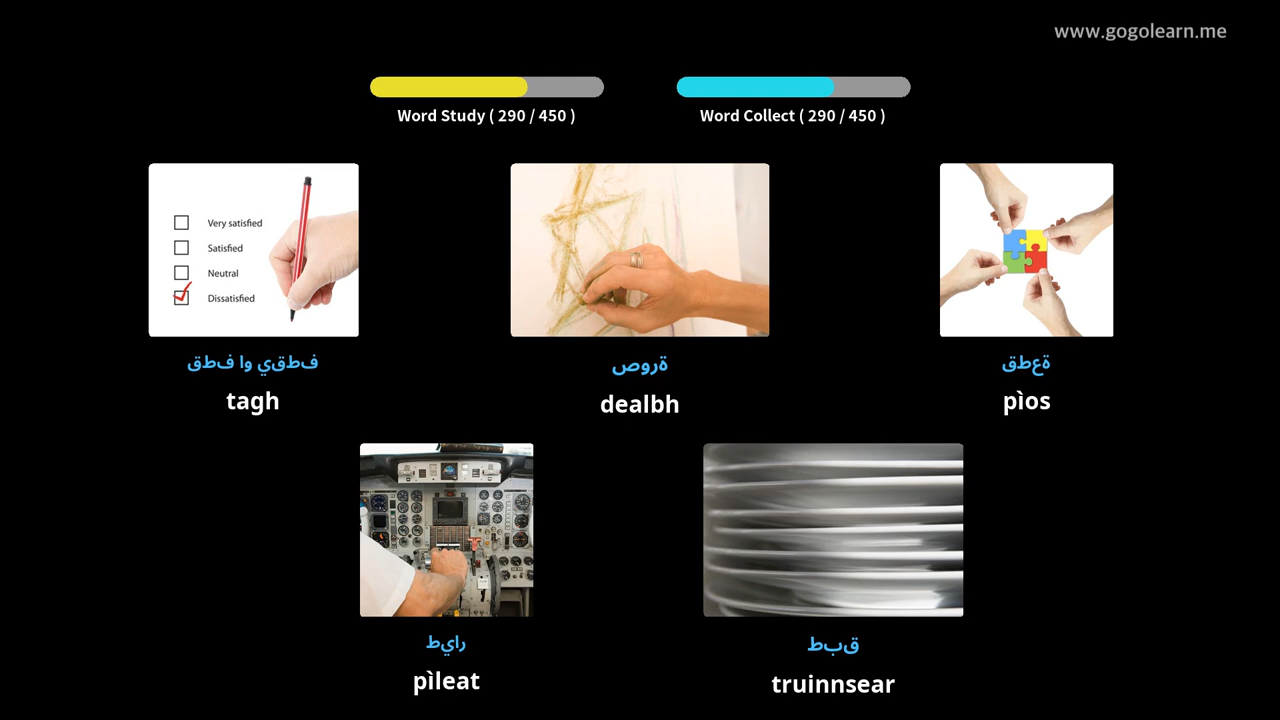 www.gogolearn.me
Word Study ( 290 / 450 )
Word Collect ( 290 / 450 )
Very satisfied
Satisfied
Neutral
Dissatisfied
فطقي وا فطق
tagh
ةروص
dealbh
ةعطق
pìos
رايط
pìleat
قبط
truinnsear